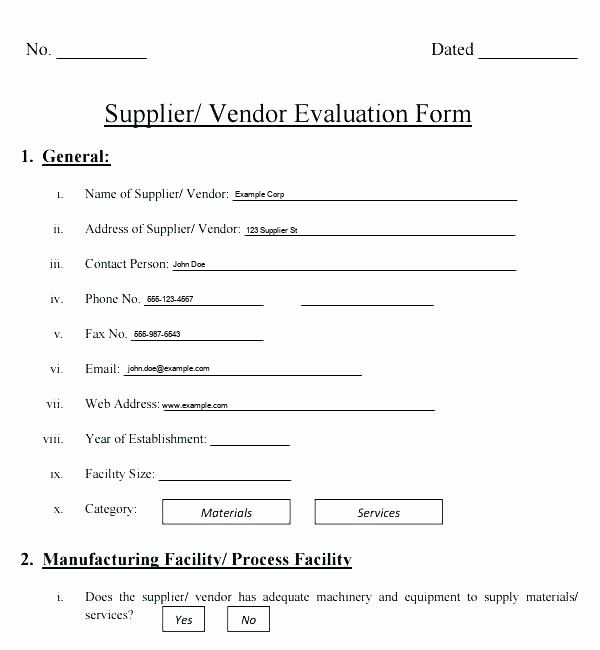 No. __________ Dated ___________
Supplier/ Vendor Evaluation Form
1. General:
i. Name of Supplier/ Vendor: Example Corp
ii. Address of Supplier/ Vendor: 123 Supplier St
iii. Contact Person: John Doe
iv. Phone No. 555-123-4567
v. Fax No. 555-987-6543
vi. Email: john.doe@example.com
vii. Web Address: www.example.com
viii. Year of Establishment: __________
ix. Facility Size: _______________
x. Category: Materials Services
2. Manufacturing Facility/ Process Facility
i. Does the supplier/ vendor has adequate machinery and equipment to supply materials/
services? Yes No